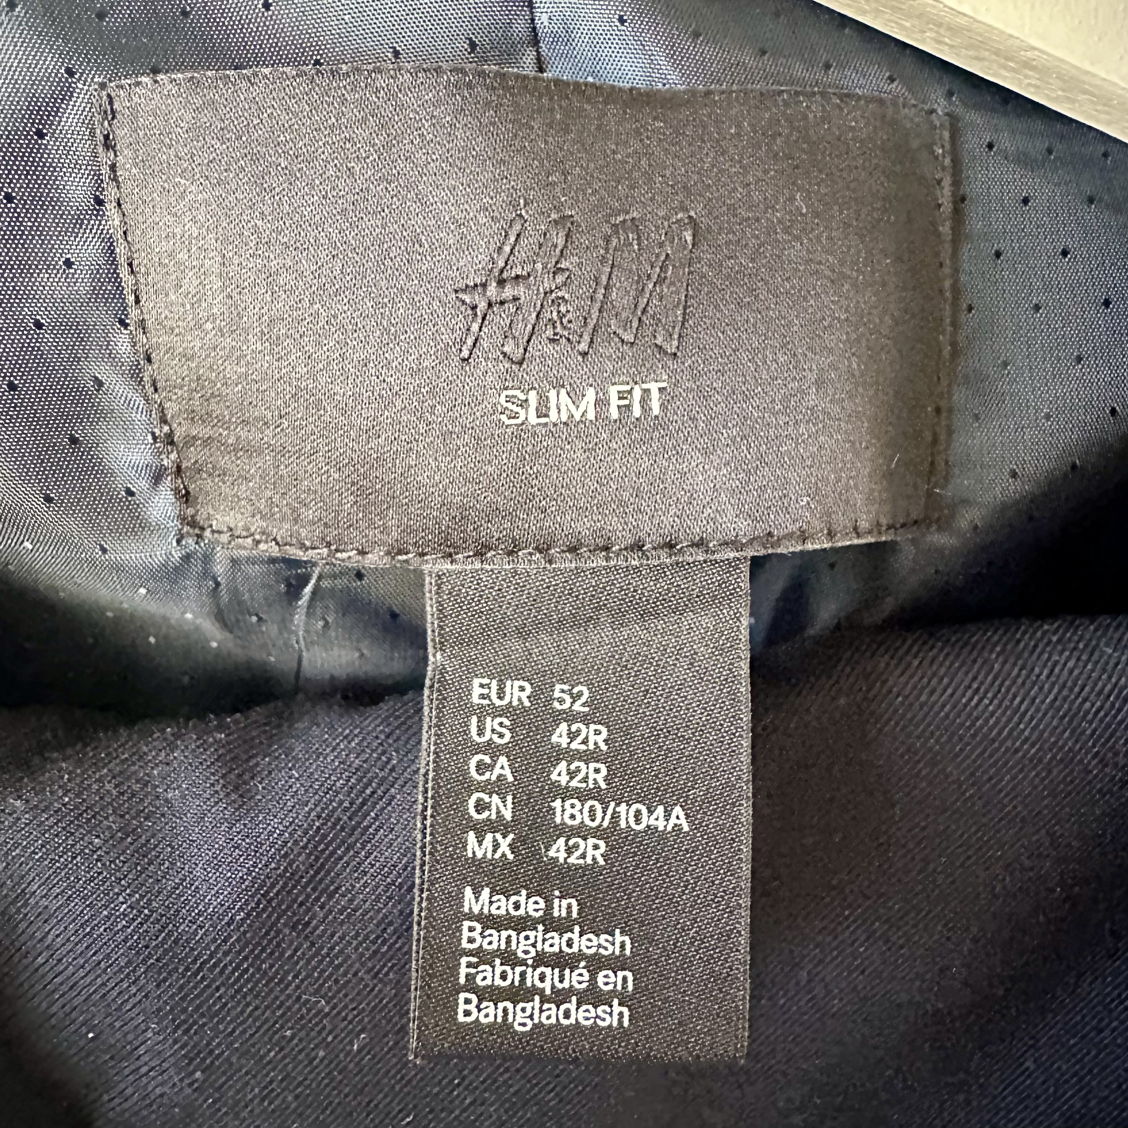 H&M
SLIM FIT
EUR 52
US 42R
CA 42R
CN 180/104A
MX 42R
Made in
Bangladesh
Fabriqué en
Bangladesh